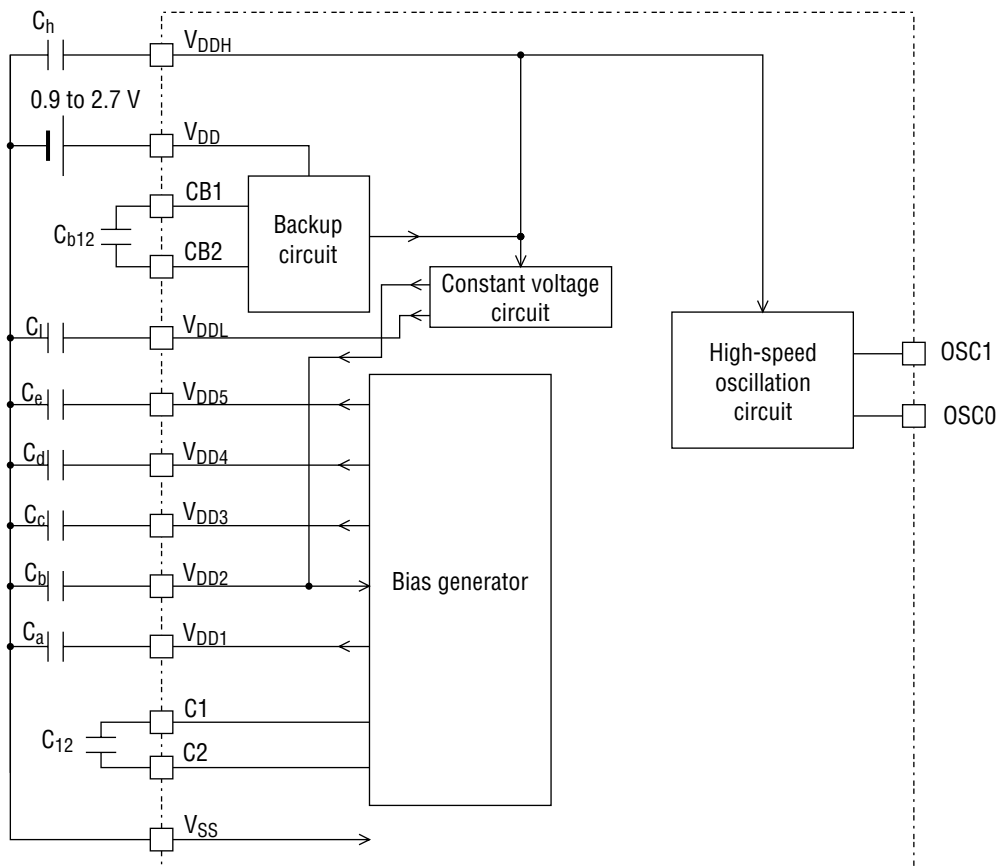 Ch
VDDH
0.9 to 2.7 V
VDD
CB1
Cb12
CB2
Backup
circuit
Constant voltage
circuit
Cl
VDDL
High-speed
oscillation
circuit
OSC1
OSC0
Ce
VDD5
Cd
VDD4
Cc
VDD3
Cb
VDD2
Bias generator
Ca
VDD1
C1
C12
C2
VSS